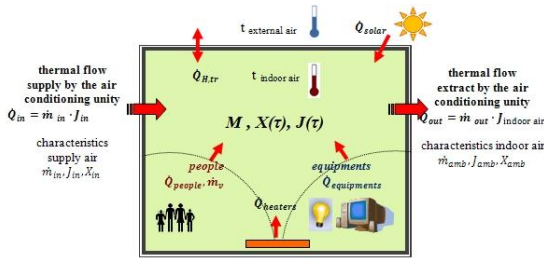 t external air
Q̇solar
thermal flow
supply by the air
conditioning unity
Q̇in = ṁ in · Jin
characteristics
supply air
ṁin, Jin, Xin
Q̇H,tr
t indoor air
M , X(τ), J(τ)
people
Q̇people, ṁv
equipments
Q̇equipments
Q̇heaters
thermal flow
extract by the air
conditioning unity
Q̇out = ṁ out · Jindoor air
characteristics indoor air
ṁamb, Jamb, Xamb